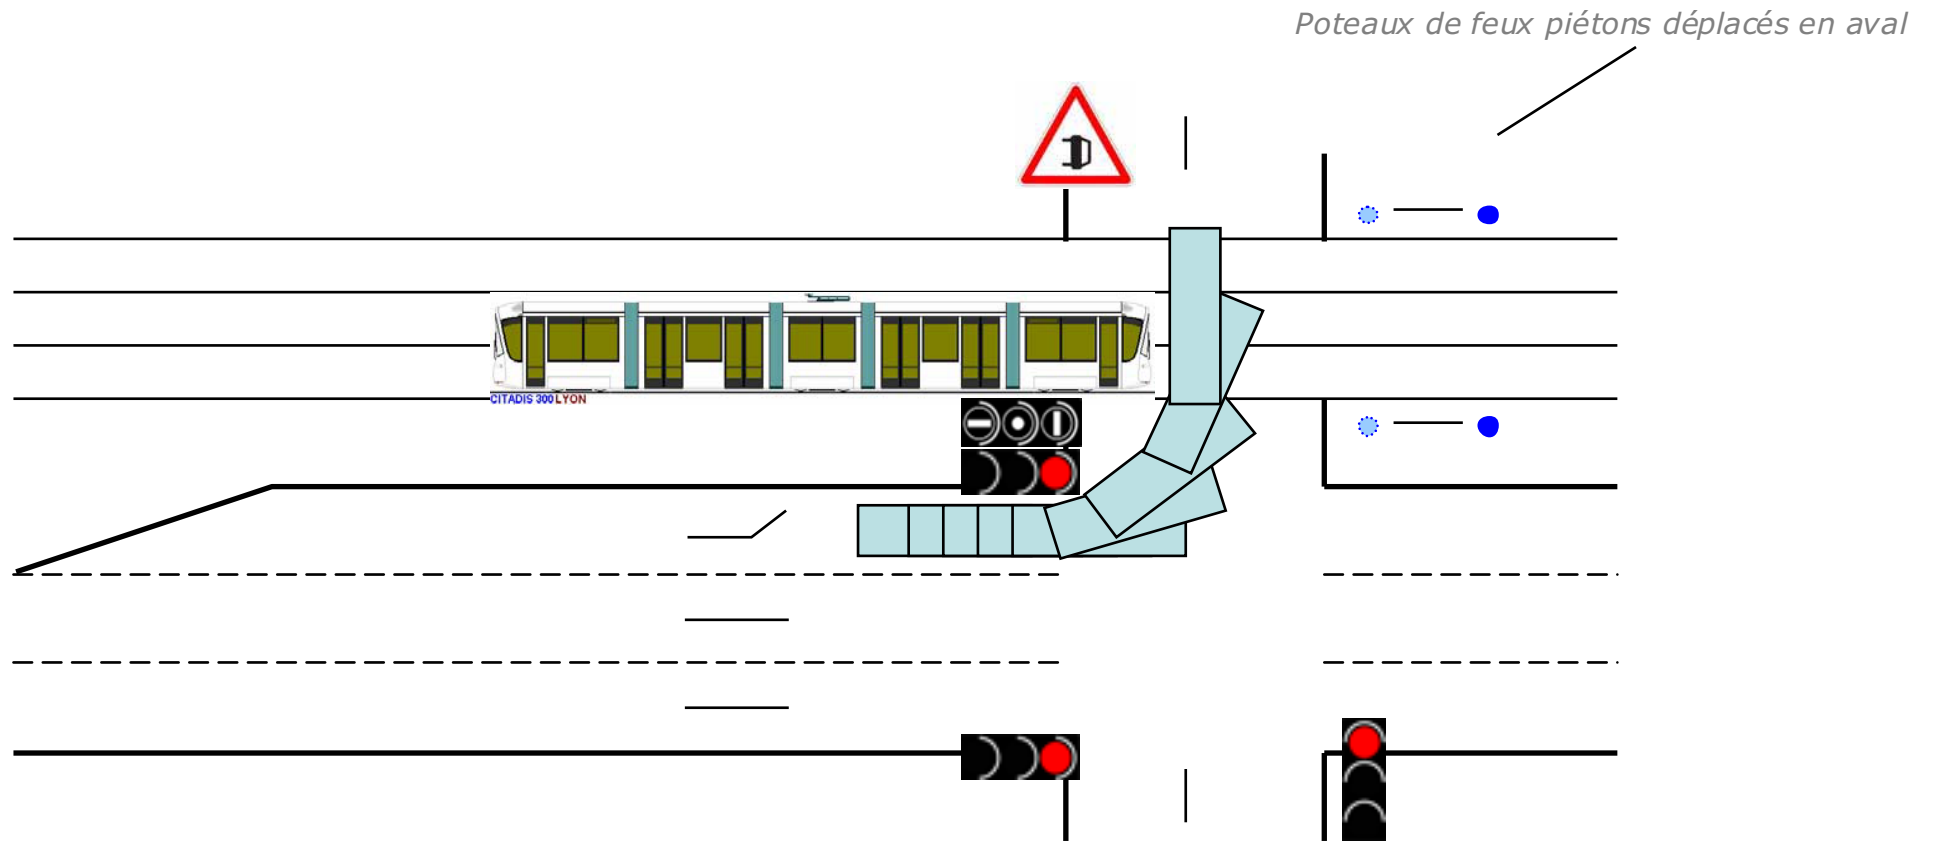 Poteaux de feux piétons déplacés en aval
CITADIS 300 LYON